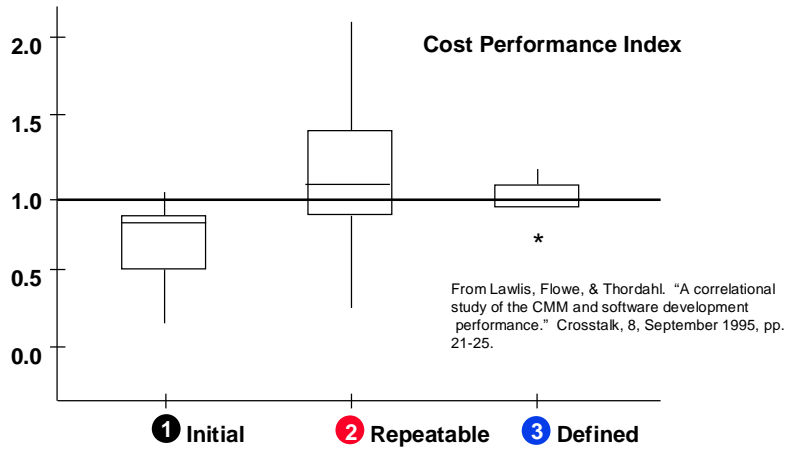 Cost Performance Index
2.0
1.5
1.0
0.5
0.0
*
From Lawlis, Flowe, & Thordahl. “A correlational
study of the CMM and software development
performance.” Crosstalk, 8, September 1995, pp.
21-25.
1 Initial
2 Repeatable
3 Defined